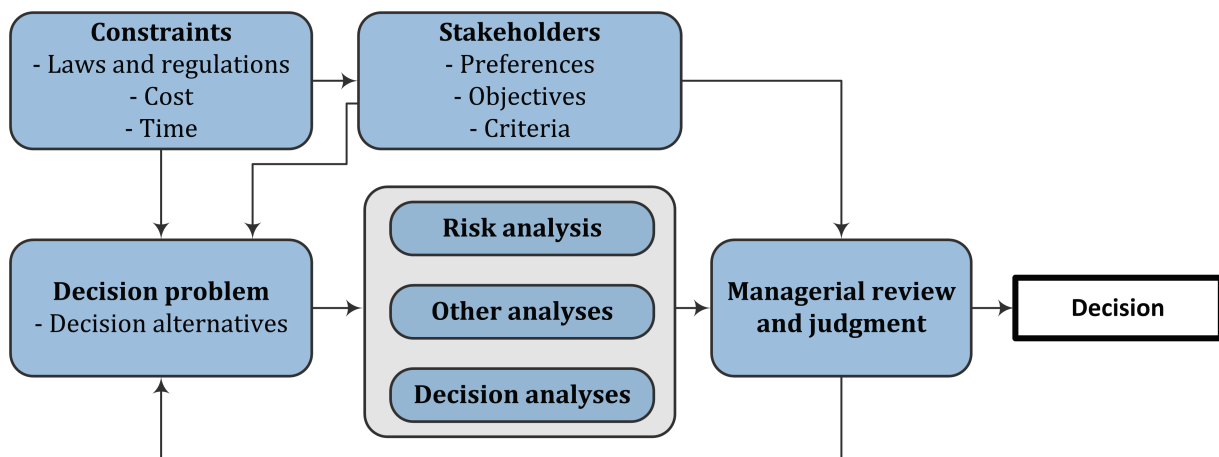 Constraints
- Laws and regulations
- Cost
- Time
Stakeholders
- Preferences
- Objectives
- Criteria
Decision problem
- Decision alternatives
Risk analysis
Other analyses
Decision analyses
Managerial review
and judgment
Decision